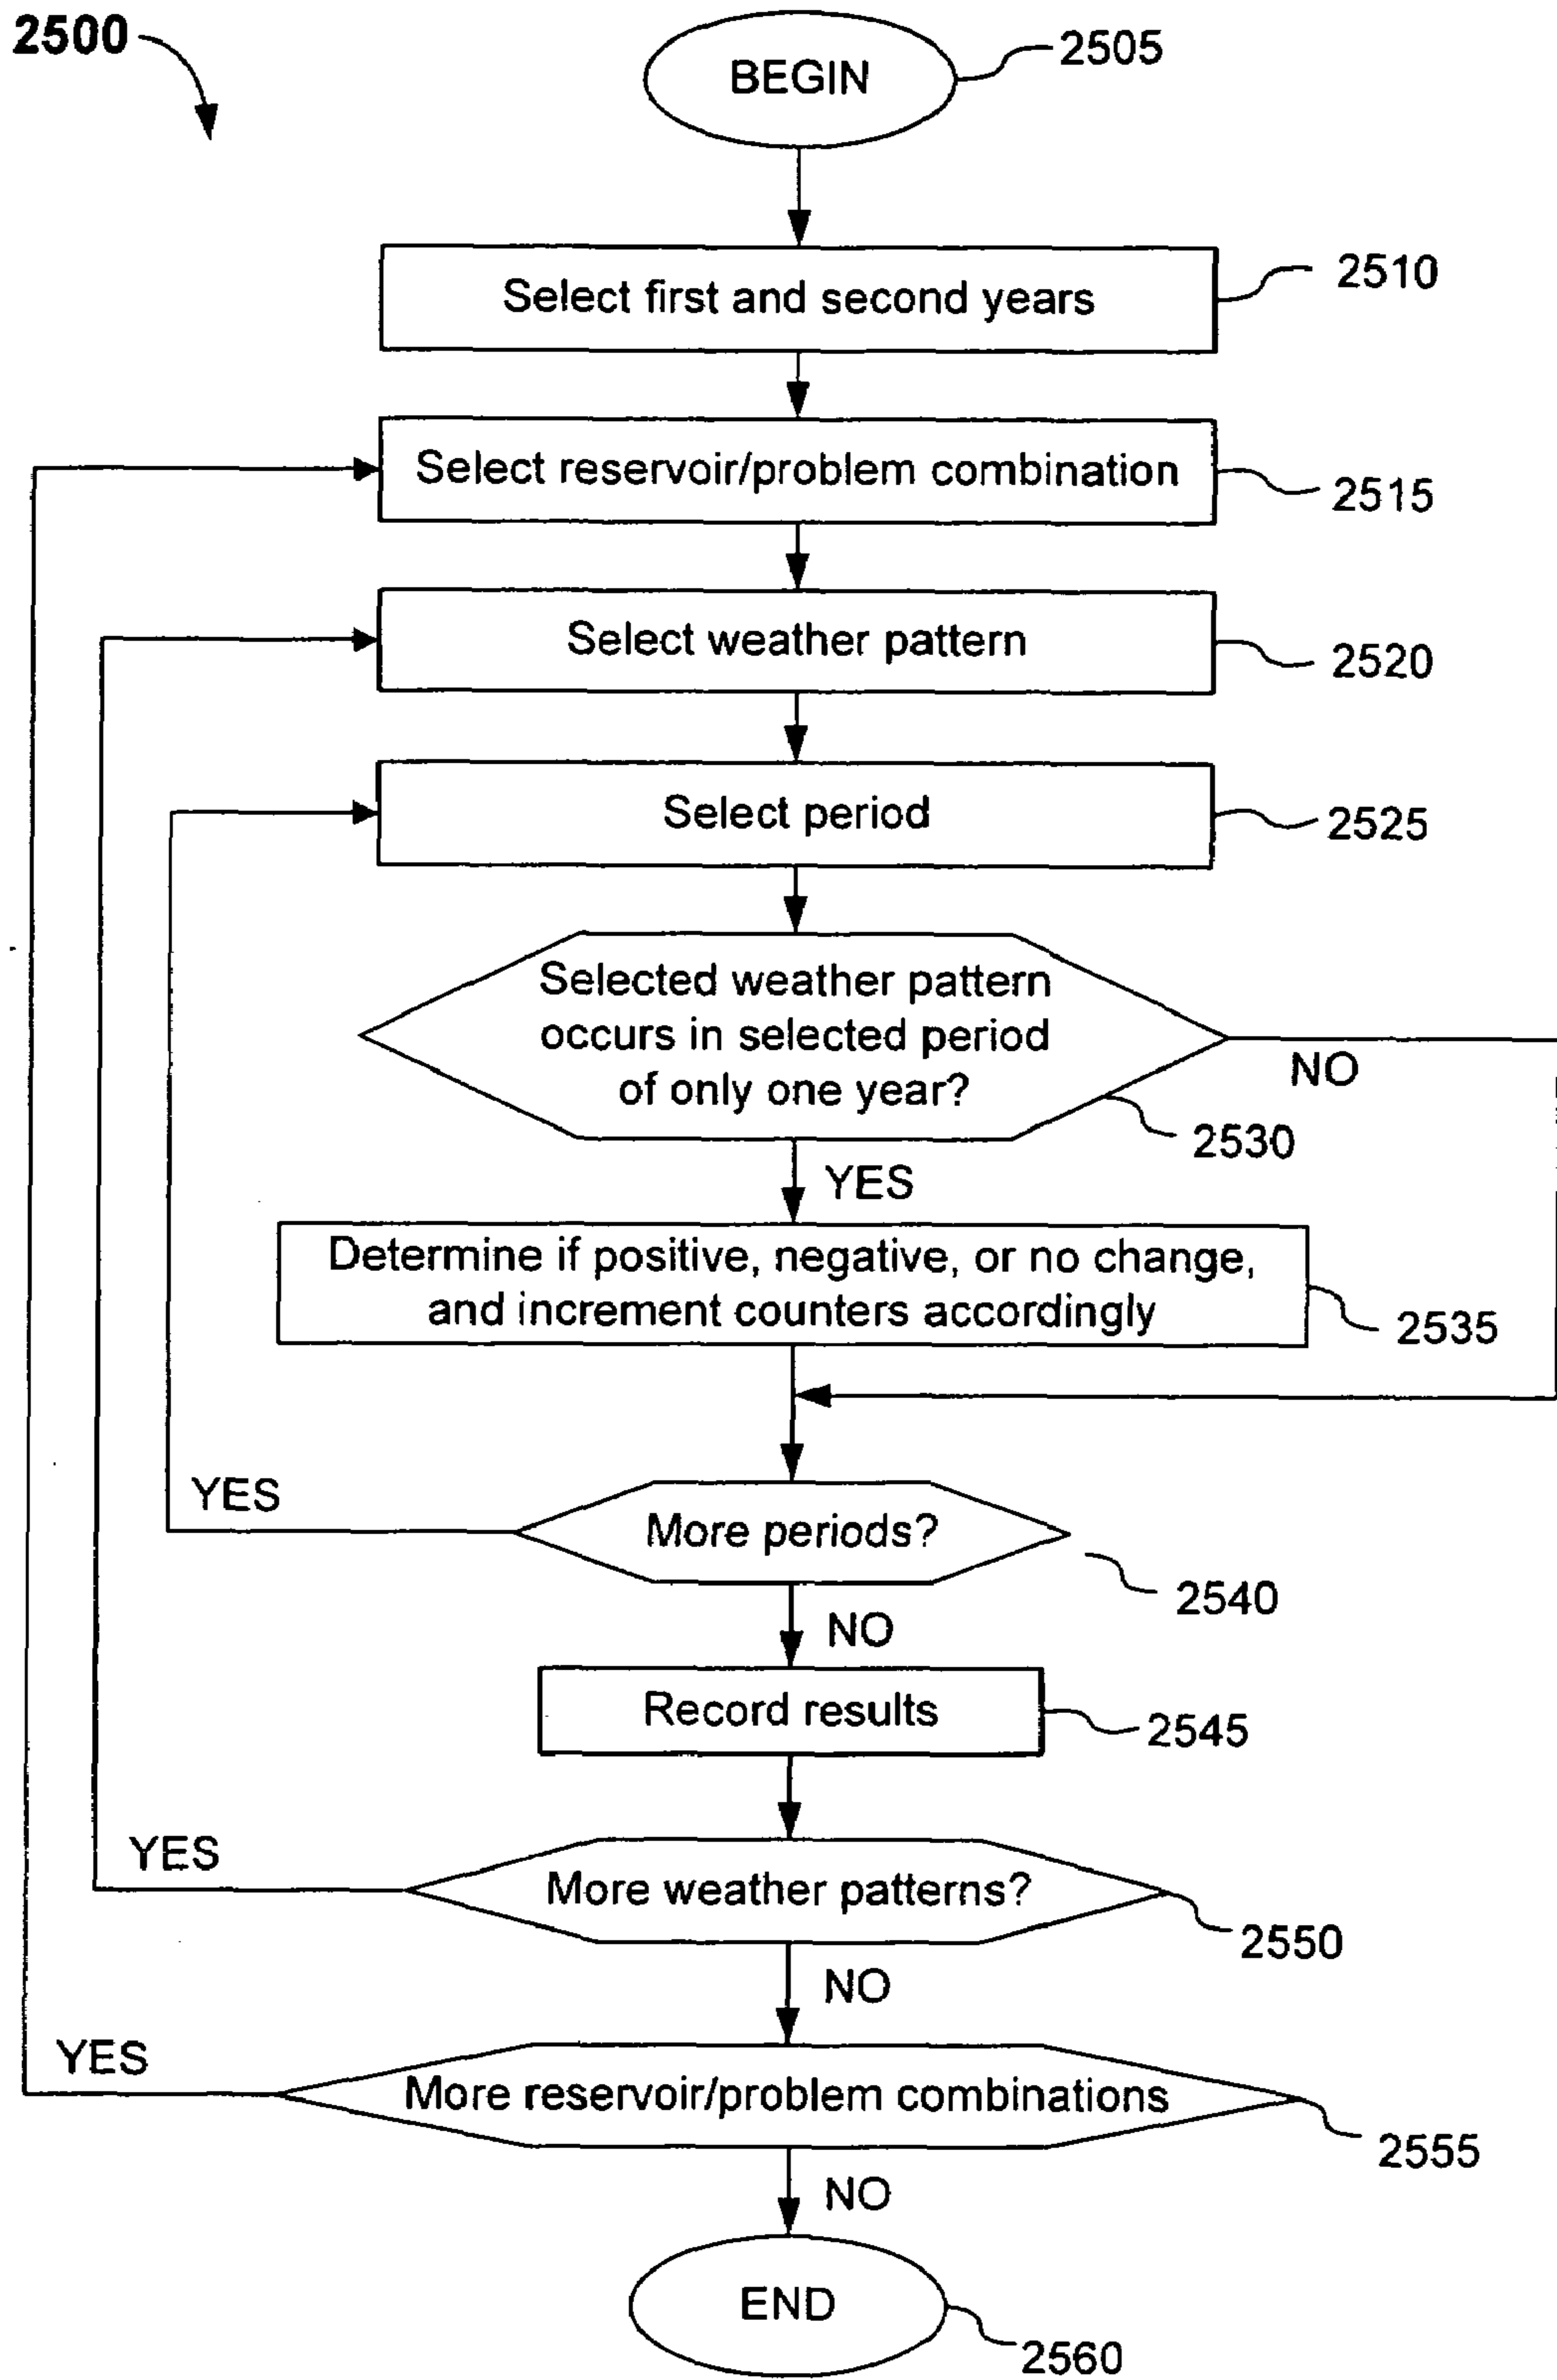 2500
BEGIN
2505
Select first and second years
2510
Select reservoir/problem combination
2515
Select weather pattern
2520
Select period
2525
Selected weather pattern
occurs in selected period
of only one year?
NO
2530
YES
Determine if positive, negative, or no change,
and increment counters accordingly
2535
YES
More periods?
2540
NO
Record results
2545
YES
More weather patterns?
2550
NO
YES
More reservoir/problem combinations
2555
NO
END
2560